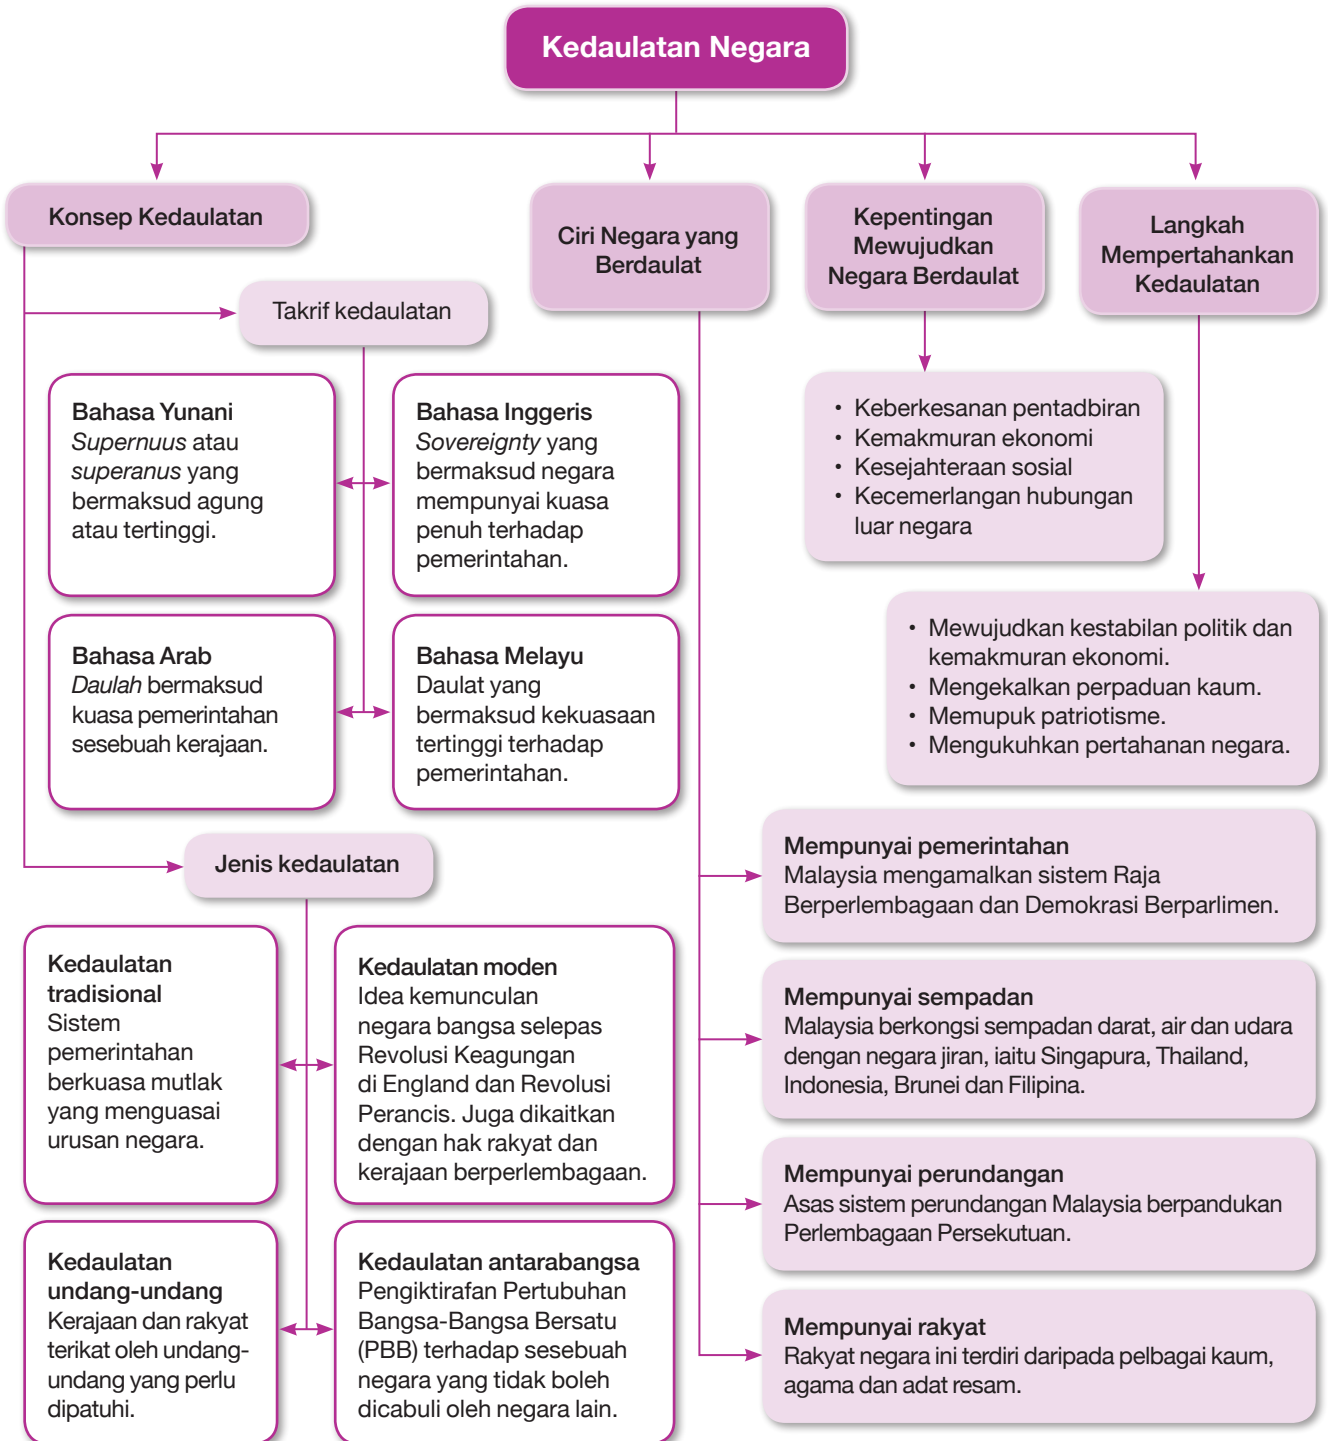 Kedaulatan Negara
Konsep Kedaulatan
Takrif kedaulatan
Bahasa Yunani
Supernuus atau
superanus yang
bermaksud agung
atau tertinggi.
Bahasa Inggeris
Sovereignty yang
bermaksud negara
mempunyai kuasa
penuh terhadap
pemerintahan.
Bahasa Arab
Daulah bermaksud
kuasa pemerintahan
sesebuah kerajaan.
Bahasa Melayu
Daulat yang
bermaksud kekuasaan
tertinggi terhadap
pemerintahan.
Jenis kedaulatan
Kedaulatan
tradisional
Sistem
pemerintahan
berkuasa mutlak
yang menguasai
urusan negara.
Kedaulatan moden
Idea kemunculan
negara bangsa selepas
Revolusi Keagungan
di England dan Revolusi
Perancis. Juga dikaitkan
dengan hak rakyat dan
kerajaan berperlembagaan.
Kedaulatan
undang-undang
Kerajaan dan rakyat
terikat oleh undang-
undang yang perlu
dipatuhi.
Kedaulatan antarabangsa
Pengiktirafan Pertubuhan
Bangsa-Bangsa Bersatu
(PBB) terhadap sesebuah
negara yang tidak boleh
dicabuli oleh negara lain.
Ciri Negara yang
Berdaulat
Mempunyai pemerintahan
Malaysia mengamalkan sistem Raja
Berperlembagaan dan Demokrasi Berparlimen.
Mempunyai sempadan
Malaysia berkongsi sempadan darat, air dan udara
dengan negara jiran, iaitu Singapura, Thailand,
Indonesia, Brunei dan Filipina.
Mempunyai perundangan
Asas sistem perundangan Malaysia berpandukan
Perlembagaan Persekutuan.
Mempunyai rakyat
Rakyat negara ini terdiri daripada pelbagai kaum,
agama dan adat resam.
Kepentingan
Mewujudkan
Negara Berdaulat
• Keberkesanan pentadbiran
• Kemakmuran ekonomi
• Kesejahteraan sosial
• Kecemerlangan hubungan
luar negara
Langkah
Mempertahankan
Kedaulatan
• Mewujudkan kestabilan politik dan
kemakmuran ekonomi.
• Mengekalkan perpaduan kaum.
• Memupuk patriotisme.
• Mengukuhkan pertahanan negara.